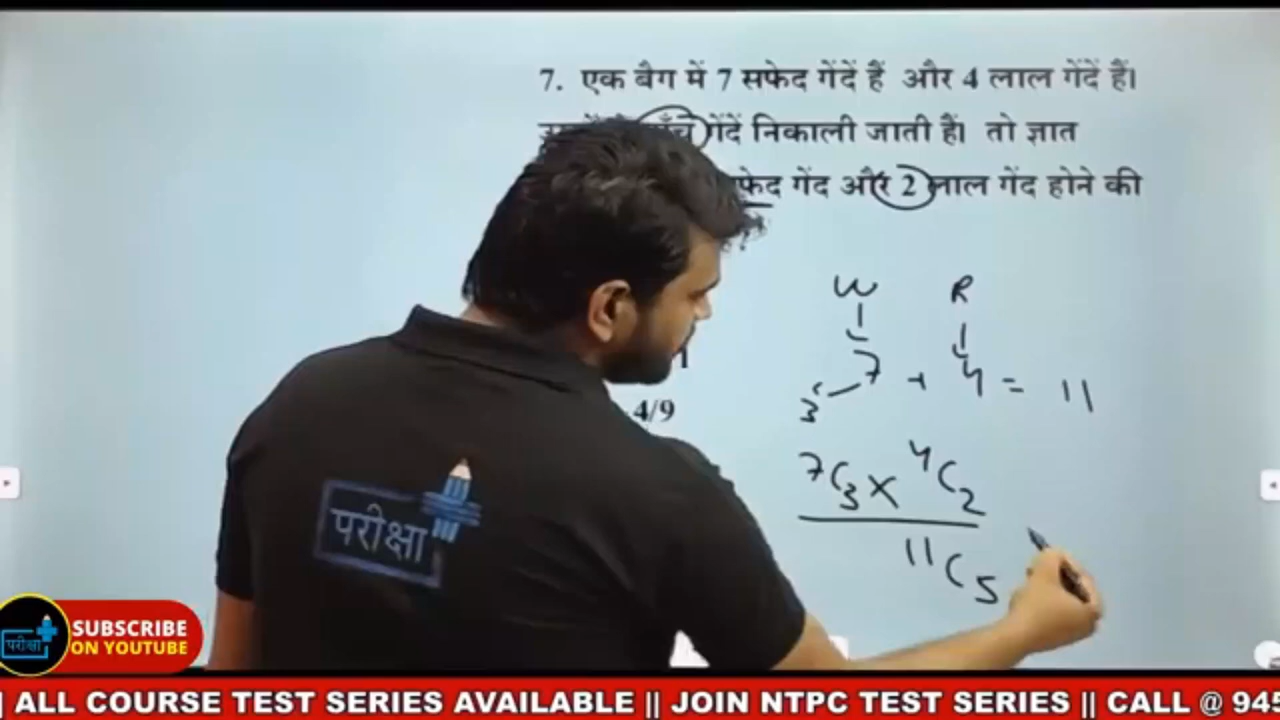 7. एक बैग में 7 सफेद गेंदें हैं और 4 लाल गेंदें हैं।
गेंदें निकाली जाती हैं। तो ज्ञात
गेंद और 2 लाल गेंद होने की
W R
7 + 4 = 11
3
4/9
⁷C₃ X ⁴C₂
¹¹C₅
परीक्षा
परीक्षा
SUBSCRIBE
ON YOUTUBE
|| ALL COURSE TEST SERIES AVAILABLE || JOIN NTPC TEST SERIES || CALL @ 945